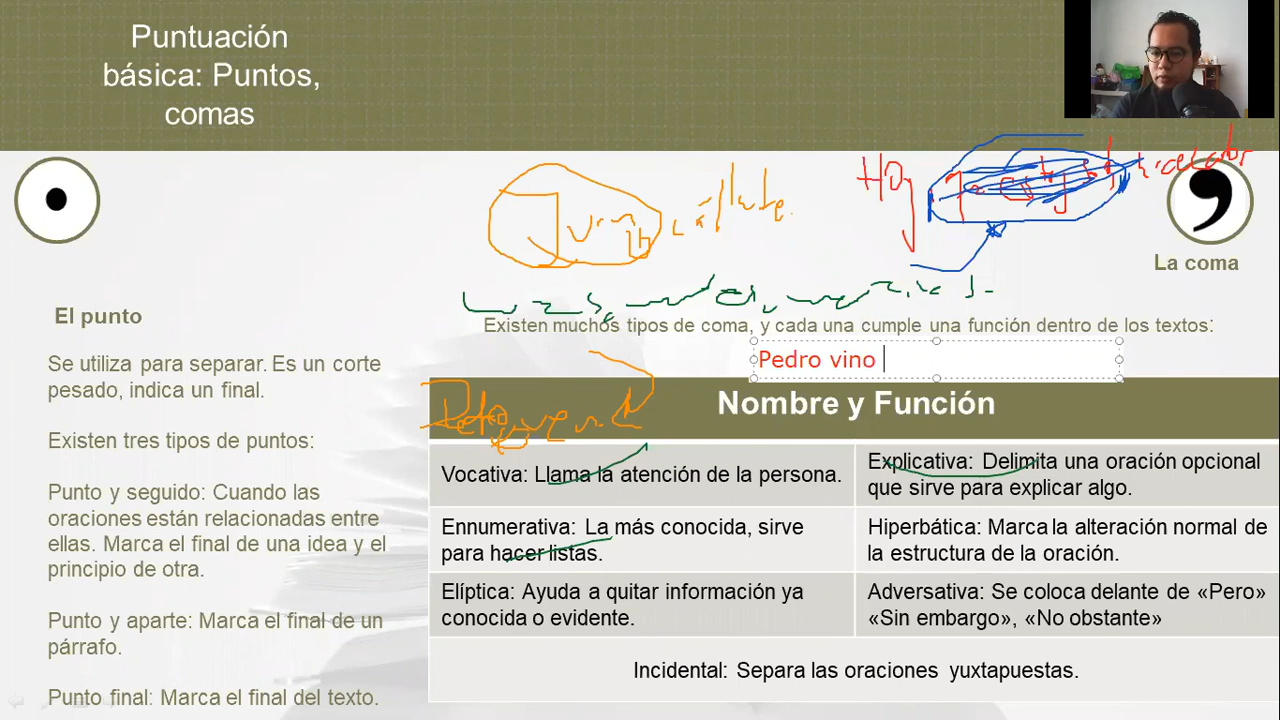 Puntuación
básica: Puntos,
comas
La coma
El punto
Se utiliza para separar. Es un corte
pesado, indica un final.
Existen tres tipos de puntos:
Punto y seguido: Cuando las
oraciones están relacionadas entre
ellas. Marca el final de una idea y el
principio de otra.
Punto y aparte: Marca el final de un
párrafo.
Punto final: Marca el final del texto.
Existen muchos tipos de coma, y cada una cumple una función dentro de los textos:
Pedro vino
Nombre y Función
Vocativa: Llama la atención de la persona.
Explicativa: Delimita una oración opcional
que sirve para explicar algo.
Ennumerativa: La más conocida, sirve
para hacer listas.
Hiperbática: Marca la alteración normal de
la estructura de la oración.
Elíptica: Ayuda a quitar información ya
conocida o evidente.
Adversativa: Se coloca delante de «Pero»
«Sin embargo», «No obstante»
Incidental: Separa las oraciones yuxtapuestas.